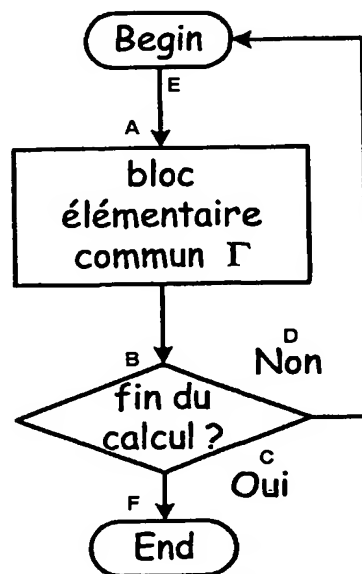 Begin
E
A
bloc
élémentaire
commun Γ
B
D
Non
fin du
calcul ?
C
Oui
F
End